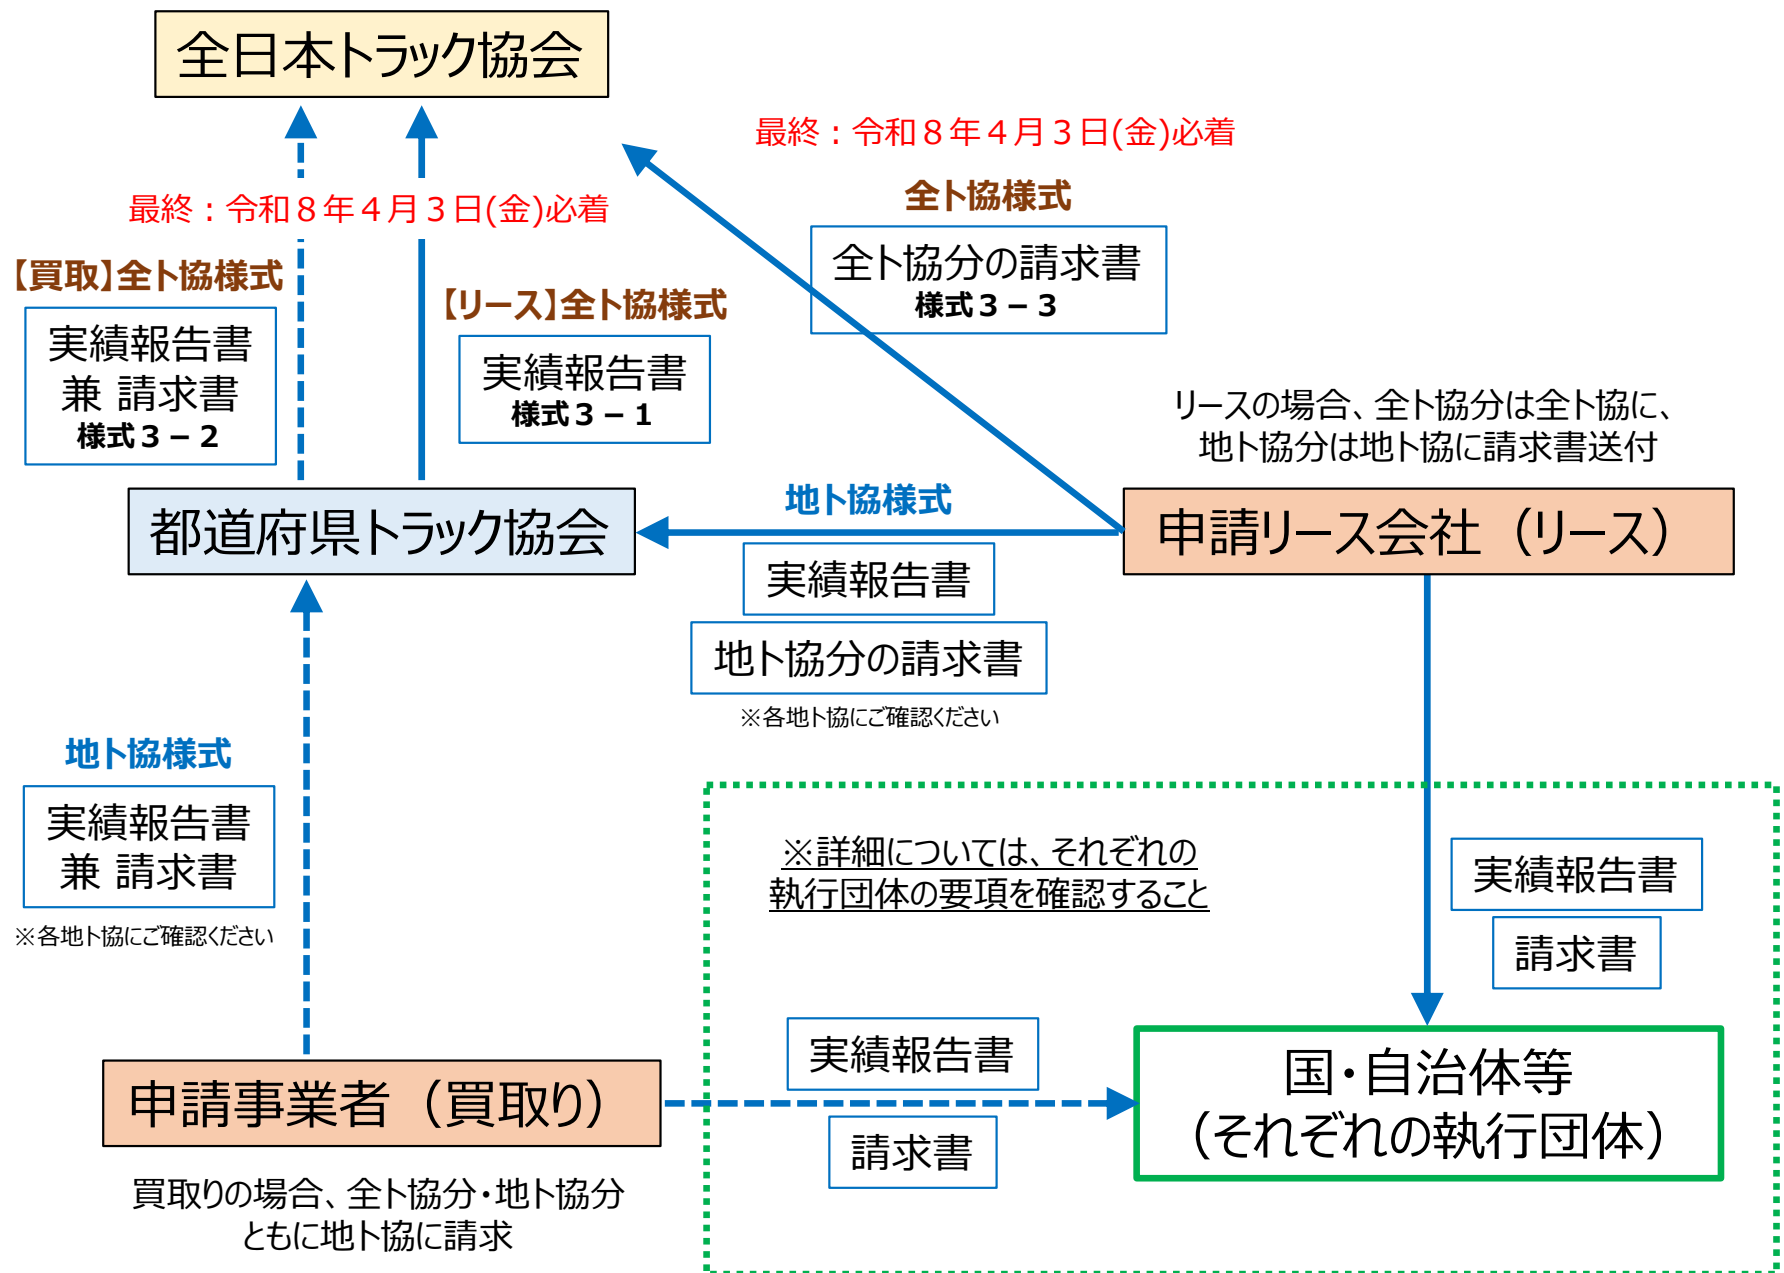 全日本トラック協会
最終：令和８年４月３日(金)必着
最終：令和８年４月３日(金)必着
全ト協様式
全ト協分の請求書
様式３－３
【買取】全ト協様式
実績報告書
兼 請求書
様式３－２
【リース】全ト協様式
実績報告書
様式３－１
リースの場合、全ト協分は全ト協に、
地ト協分は地ト協に請求書送付
都道府県トラック協会
地ト協様式
申請リース会社（リース）
実績報告書
地ト協分の請求書
※各地ト協にご確認ください
地ト協様式
実績報告書
兼 請求書
※各地ト協にご確認ください
※詳細については、それぞれの
執行団体の要項を確認すること
実績報告書
請求書
申請事業者（買取り）
実績報告書
請求書
国・自治体等
（それぞれの執行団体）
買取りの場合、全ト協分・地ト協分
ともに地ト協に請求